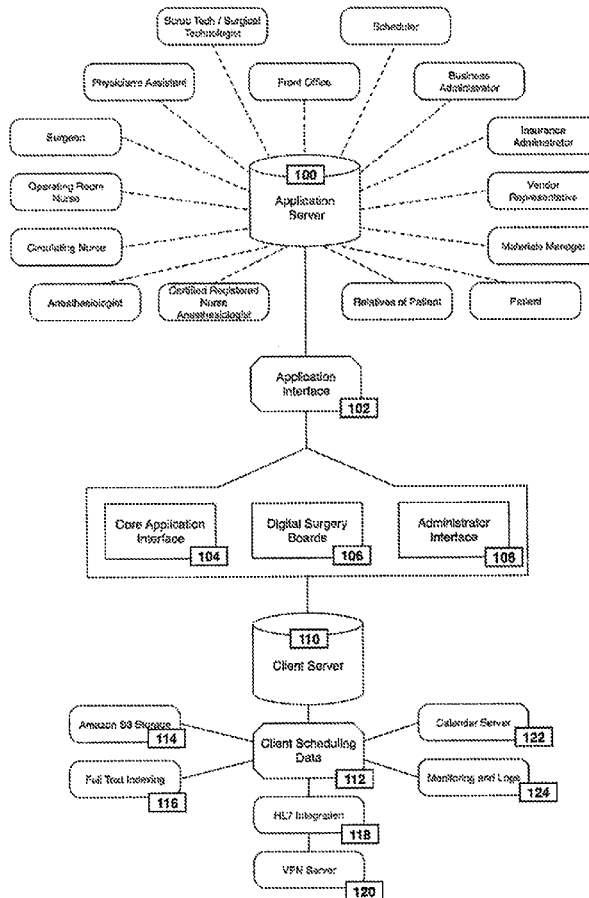 Scrub Tech / Surgical
Technologist
Scheduler
Physicians Assistant
Front Office
Business
Administrator
Surgeon
100
Insurance
Administrator
Application
Server
Operating Room
Nurse
Vendor
Representative
Circulating Nurse
Materials Manager
Anesthesiologist
Certified Registered
Nurse
Anesthesiologist
Relatives of Patient
Patient
Application
Interface
102
Core Application
Interface
104
Digital Surgery
Boards
106
Administrator
Interface
108
110
Client Server
Amazon S3 Storage
114
Calendar Server
122
Client Scheduling
Data
112
Full Text Indexing
116
Monitoring and Logs
124
HL7 Integration
118
VPN Server
120